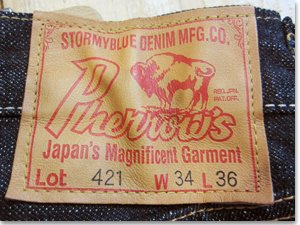 STORMYBLUE DENIM MFG.CO.
Pherrow's
REG.JPN.
PAT.OFF.
Japan's Magnificent Garment
Lot 421 W 34 L 36